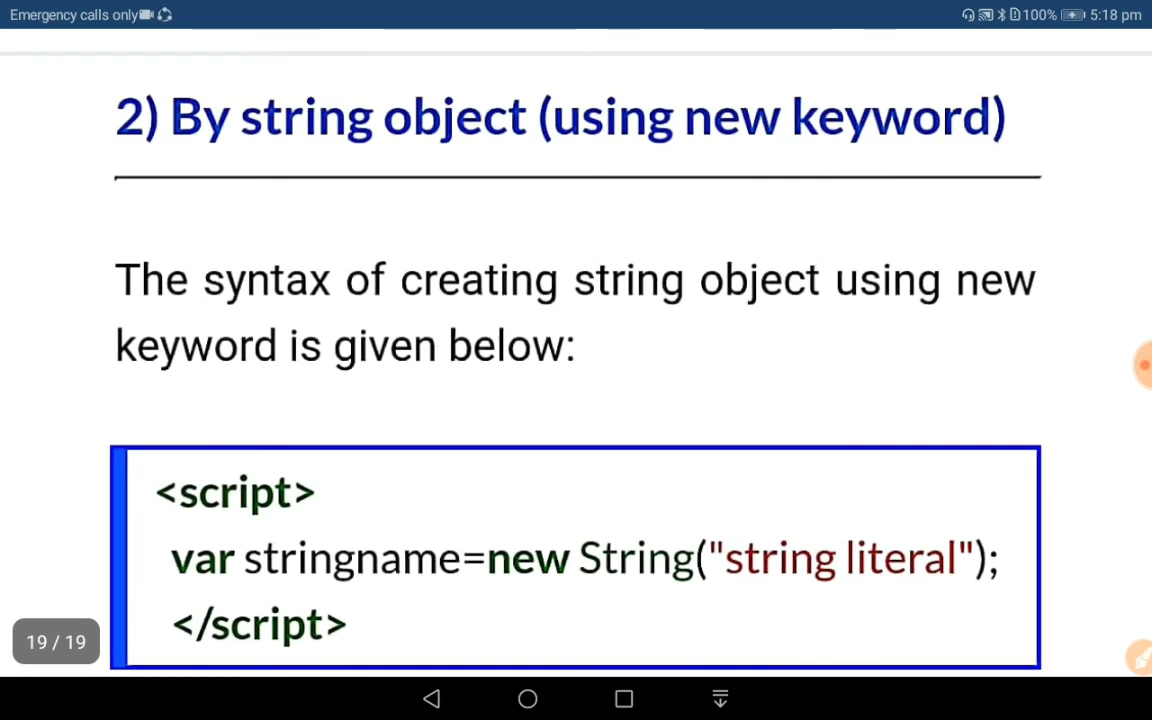 Emergency calls only 100% 5:18 pm
2) By string object (using new keyword)
The syntax of creating string object using new
keyword is given below:
<script>
var stringname=new String("string literal");
</script>
19 / 19